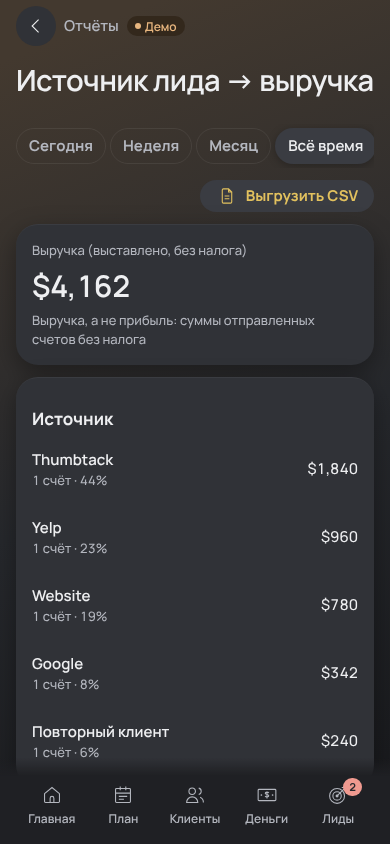 Отчёты
Демо
Источник лида → выручка
Сегодня
Неделя
Месяц
Всё время
Выгрузить CSV
Выручка (выставлено, без налога)
$4,162
Выручка, а не прибыль: суммы отправленных
счетов без налога
Источник
Thumbtack
$1,840
1 счёт · 44%
Yelp
$960
1 счёт · 23%
Website
$780
1 счёт · 19%
Google
$342
1 счёт · 8%
Повторный клиент
$240
1 счёт · 6%
2
Главная
План
Клиенты
Деньги
Лиды